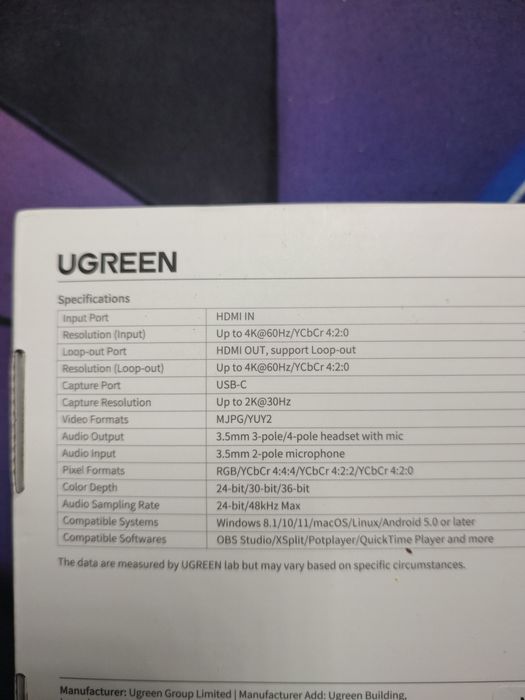 UGREEN
Specifications
Input Port HDMI IN
Resolution (Input) Up to 4K@60Hz/YCbCr 4:2:0
Loop-out Port HDMI OUT, support Loop-out
Resolution (Loop-out) Up to 4K@60Hz/YCbCr 4:2:0
Capture Port USB-C
Capture Resolution Up to 2K@30Hz
Video Formats MJPG/YUY2
Audio Output 3.5mm 3-pole/4-pole headset with mic
Audio Input 3.5mm 2-pole microphone
Pixel Formats RGB/YCbCr 4:4:4/YCbCr 4:2:2/YCbCr 4:2:0
Color Depth 24-bit/30-bit/36-bit
Audio Sampling Rate 24-bit/48kHz Max
Compatible Systems Windows 8.1/10/11/macOS/Linux/Android 5.0 or later
Compatible Softwares OBS Studio/XSplit/Potplayer/QuickTime Player and more
The data are measured by UGREEN lab but may vary based on specific circumstances.
Manufacturer: Ugreen Group Limited | Manufacturer Add: Ugreen Building,